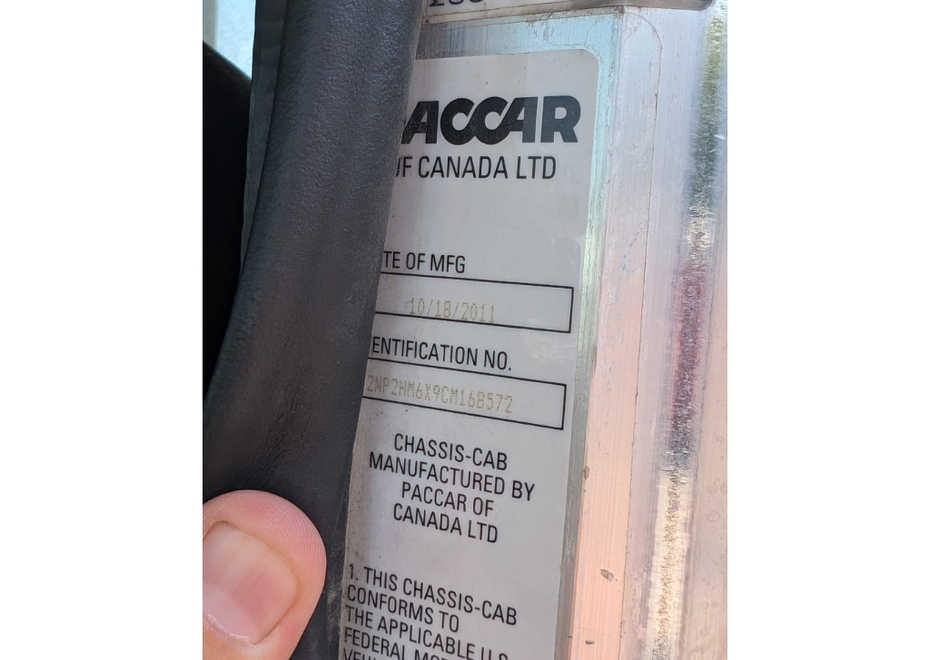 ACCAR
OF CANADA LTD
TE OF MFG
10/18/2011
ENTIFICATION NO.
2NP2HM6X9CM168572
CHASSIS-CAB
MANUFACTURED BY
PACCAR OF
CANADA LTD
1. THIS CHASSIS-CAB
CONFORMS TO
THE APPLICABLE U.S.
FEDERAL